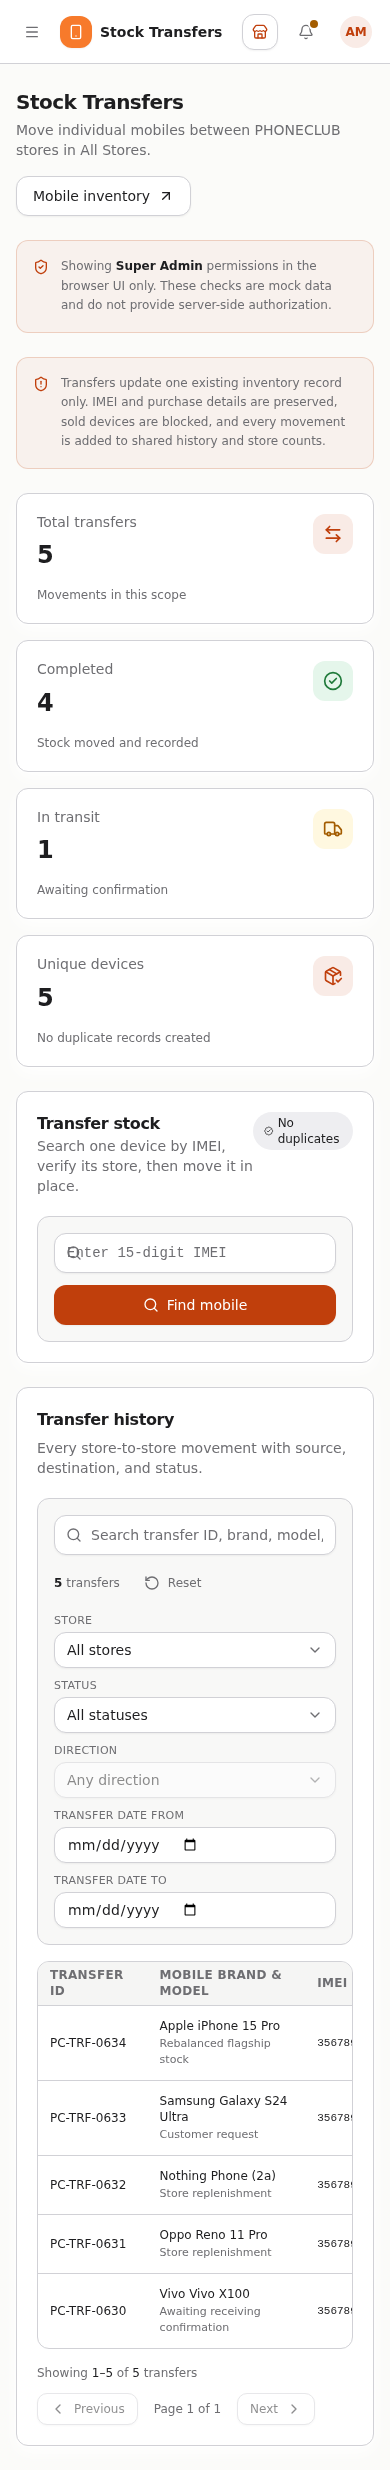 Stock Transfers
AM
Stock Transfers
Move individual mobiles between PHONECLUB
stores in All Stores.
Mobile inventory
Showing Super Admin permissions in the
browser UI only. These checks are mock data
and do not provide server-side authorization.
Transfers update one existing inventory record
only. IMEI and purchase details are preserved,
sold devices are blocked, and every movement
is added to shared history and store counts.
Total transfers
5
Movements in this scope
Completed
4
Stock moved and recorded
In transit
1
Awaiting confirmation
Unique devices
5
No duplicate records created
Transfer stock
No
duplicates
Search one device by IMEI,
verify its store, then move it in
place.
Enter 15-digit IMEI
Find mobile
Transfer history
Every store-to-store movement with source,
destination, and status.
Search transfer ID, brand, model,
5 transfers
Reset
STORE
All stores
STATUS
All statuses
DIRECTION
Any direction
TRANSFER DATE FROM
mm/dd/yyyy
TRANSFER DATE TO
mm/dd/yyyy
TRANSFER
ID
MOBILE BRAND &
MODEL
IMEI
PC-TRF-0634
Apple iPhone 15 Pro
Rebalanced flagship
stock
356789
PC-TRF-0633
Samsung Galaxy S24
Ultra
Customer request
356789
PC-TRF-0632
Nothing Phone (2a)
Store replenishment
356789
PC-TRF-0631
Oppo Reno 11 Pro
Store replenishment
356789
PC-TRF-0630
Vivo Vivo X100
Awaiting receiving
confirmation
356789
Showing 1–5 of 5 transfers
Previous
Page 1 of 1
Next